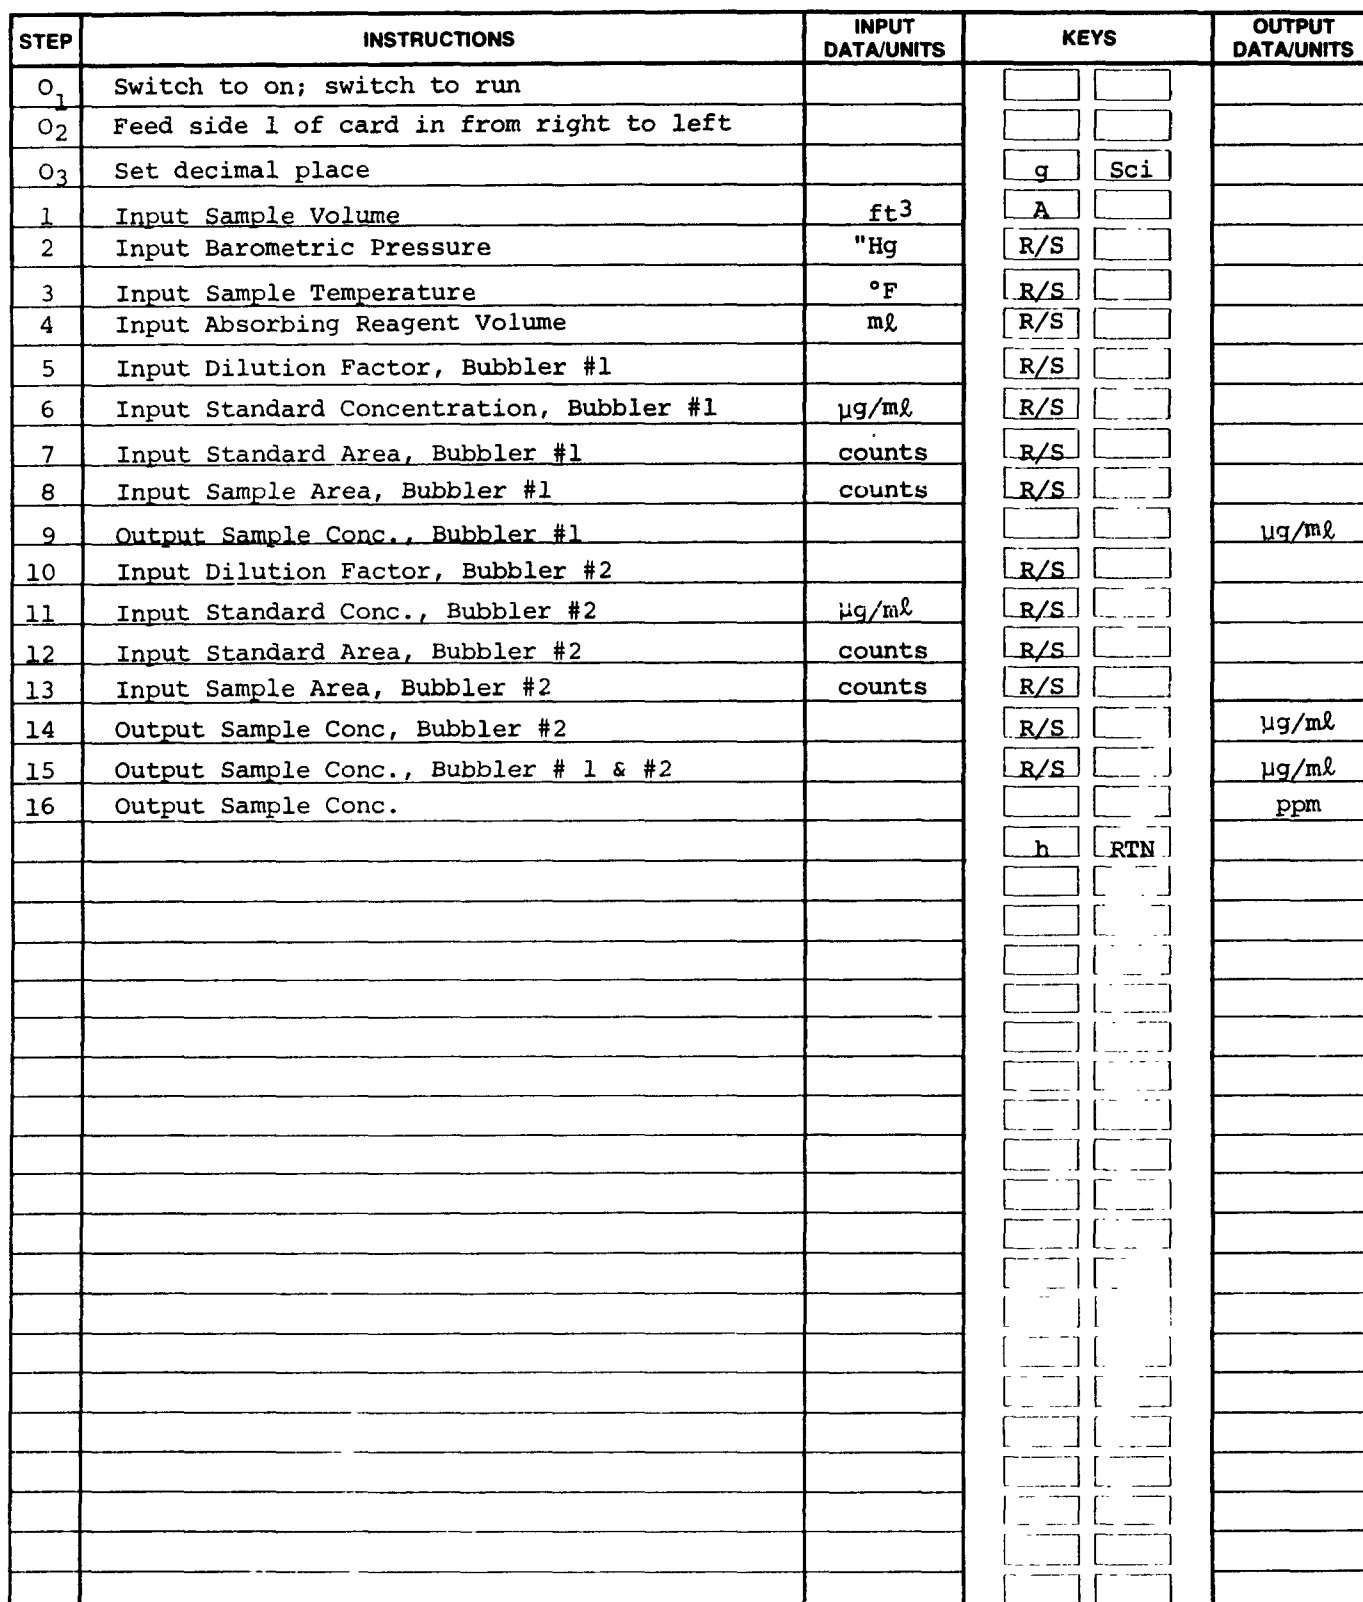 STEP INSTRUCTIONS INPUT DATA/UNITS KEYS OUTPUT DATA/UNITS
O1 Switch to on; switch to run
O2 Feed side 1 of card in from right to left
O3 Set decimal place g Sci
1 Input Sample Volume ft3 A
2 Input Barometric Pressure "Hg R/S
3 Input Sample Temperature °F R/S
4 Input Absorbing Reagent Volume mℓ R/S
5 Input Dilution Factor, Bubbler #1 R/S
6 Input Standard Concentration, Bubbler #1 µg/mℓ R/S
7 Input Standard Area, Bubbler #1 counts R/S
8 Input Sample Area, Bubbler #1 counts R/S
9 Output Sample Conc., Bubbler #1 µg/mℓ
10 Input Dilution Factor, Bubbler #2 R/S
11 Input Standard Conc., Bubbler #2 µg/mℓ R/S
12 Input Standard Area, Bubbler #2 counts R/S
13 Input Sample Area, Bubbler #2 counts R/S
14 Output Sample Conc, Bubbler #2 R/S µg/mℓ
15 Output Sample Conc., Bubbler # 1 & #2 R/S µg/mℓ
16 Output Sample Conc. ppm
h RTN